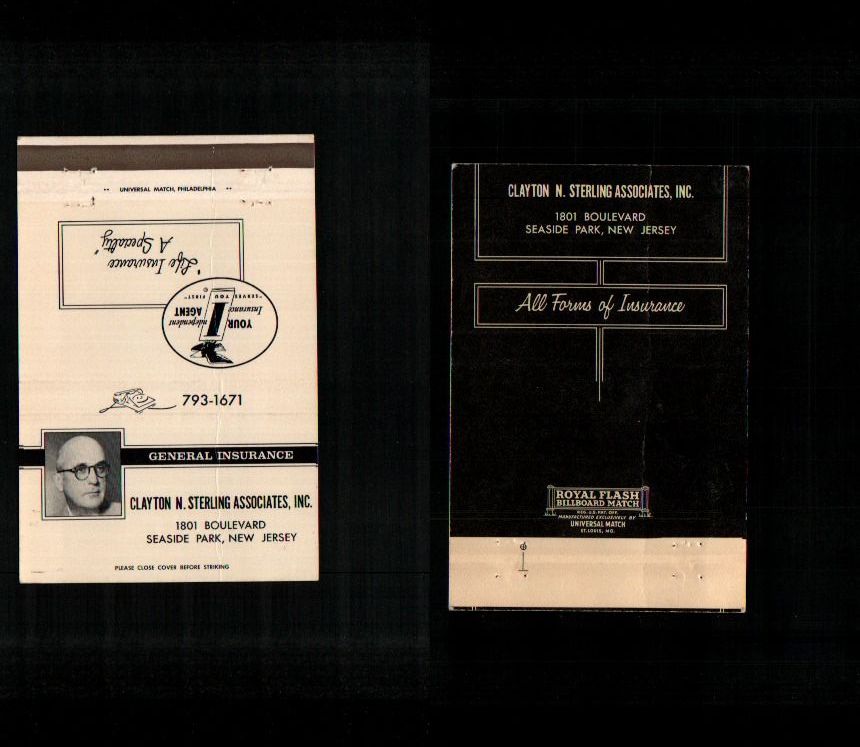 •• UNIVERSAL MATCH, PHILADELPHIA ••
"Life Insurance
A Specialty"
YOUR
Independent
Insurance
AGENT
"SERVES YOU FIRST"
©
793-1671
GENERAL INSURANCE
CLAYTON N. STERLING ASSOCIATES, INC.
1801 BOULEVARD
SEASIDE PARK, NEW JERSEY
PLEASE CLOSE COVER BEFORE STRIKING
CLAYTON N. STERLING ASSOCIATES, INC.
1801 BOULEVARD
SEASIDE PARK, NEW JERSEY
All Forms of Insurance
ROYAL FLASH
BILLBOARD MATCH
REG. U.S. PAT. OFF.
MANUFACTURED EXCLUSIVELY BY
UNIVERSAL MATCH
ST. LOUIS, MO.